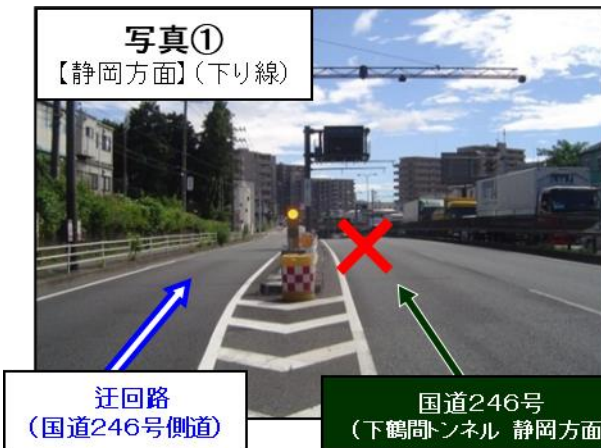 写真①
【静岡方面】(下り線)
迂回路
(国道246号側道)
国道246号
(下鶴間トンネル 静岡方面